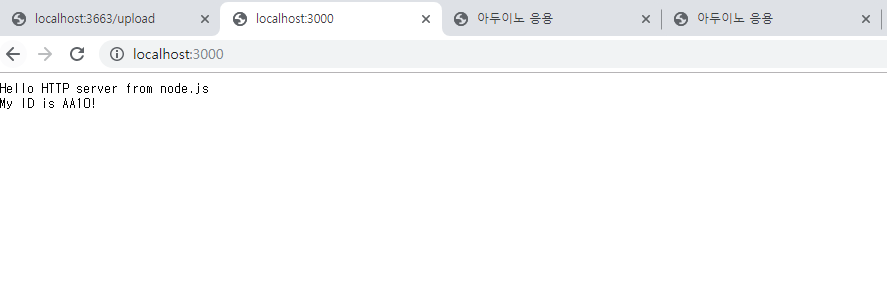 localhost:3663/upload
localhost:3000
아두이노 응용
아두이노 응용
localhost:3000
Hello HTTP server from node.js
My ID is AA10!